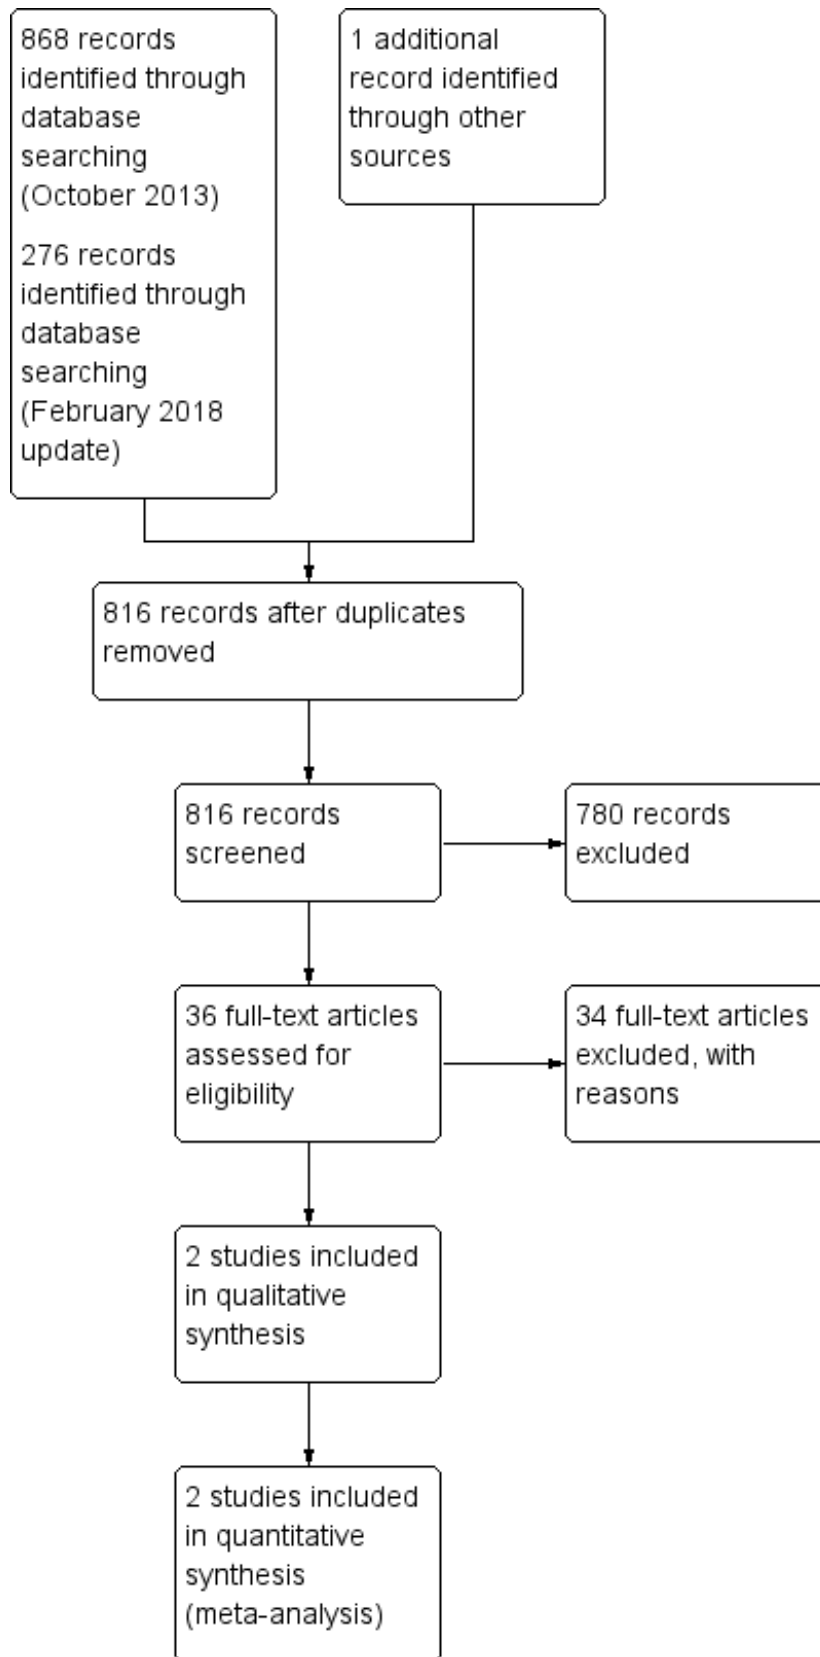 868 records
identified through
database
searching
(October 2013)
276 records
identified through
database
searching
(February 2018
update)
1 additional
record identified
through other
sources
816 records after duplicates
removed
816 records
screened
780 records
excluded
36 full-text articles
assessed for
eligibility
34 full-text articles
excluded, with
reasons
2 studies included
in qualitative
synthesis
2 studies included
in quantitative
synthesis
(meta-analysis)